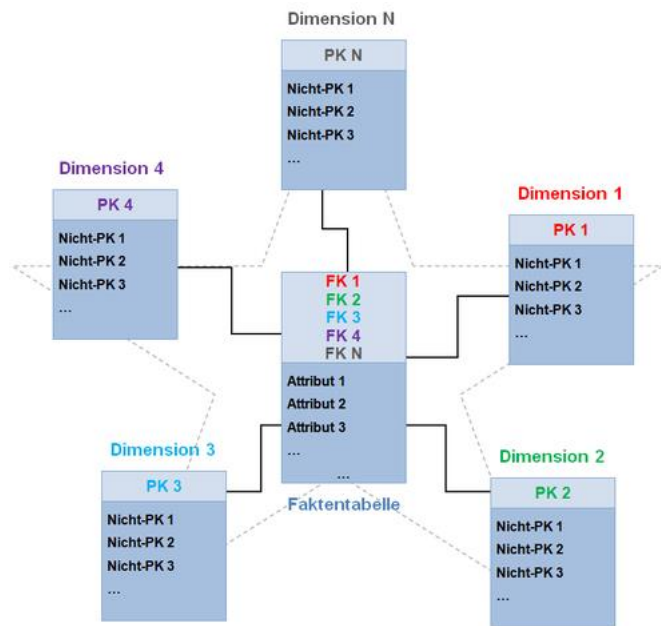 Dimension N
PK N
Nicht-PK 1
Nicht-PK 2
Nicht-PK 3
...
Dimension 4
PK 4
Nicht-PK 1
Nicht-PK 2
Nicht-PK 3
...
Dimension 1
PK 1
Nicht-PK 1
Nicht-PK 2
Nicht-PK 3
...
FK 1
FK 2
FK 3
FK 4
FK N
Attribut 1
Attribut 2
Attribut 3
...
...
Faktentabelle
Dimension 3
PK 3
Nicht-PK 1
Nicht-PK 2
Nicht-PK 3
...
Dimension 2
PK 2
Nicht-PK 1
Nicht-PK 2
Nicht-PK 3
...